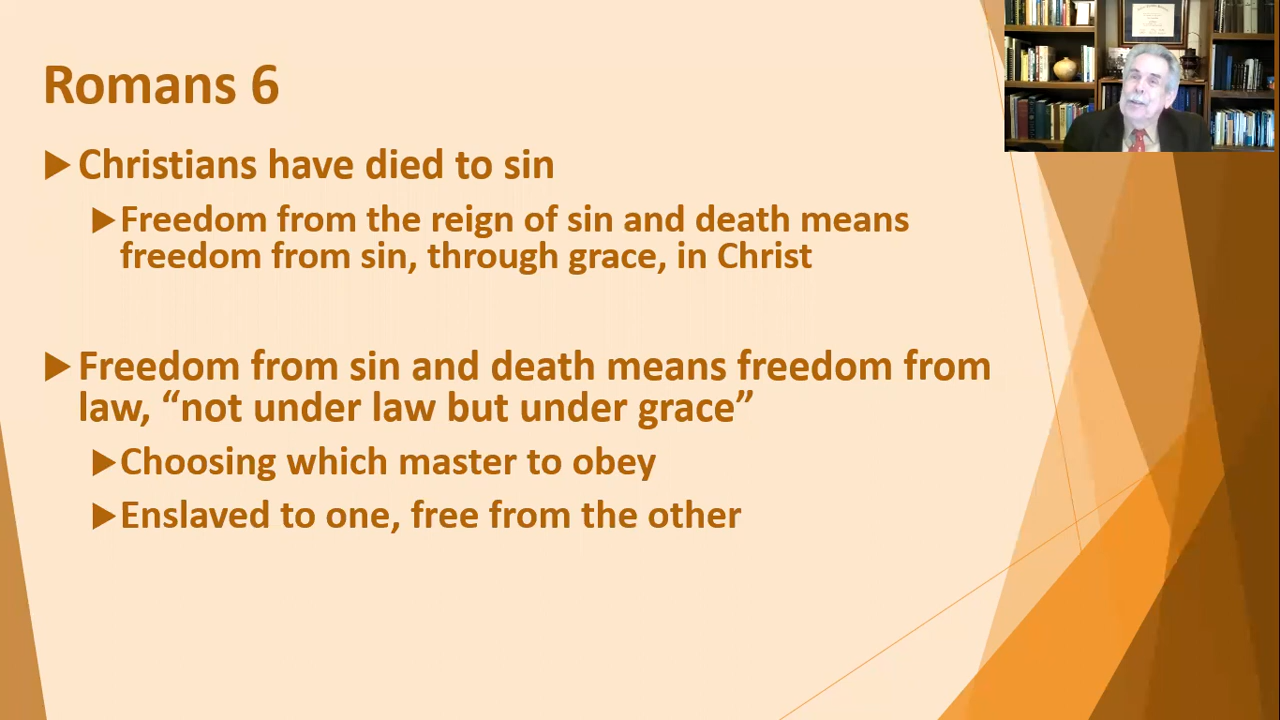 Romans 6
Christians have died to sin
Freedom from the reign of sin and death means
freedom from sin, through grace, in Christ
Freedom from sin and death means freedom from
law, “not under law but under grace”
Choosing which master to obey
Enslaved to one, free from the other